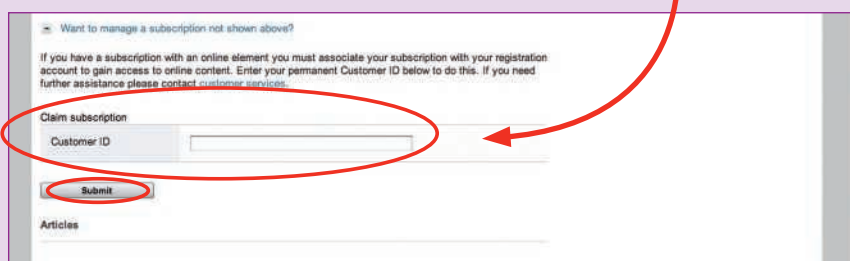 Want to manage a subscription not shown above?
If you have a subscription with an online element you must associate your subscription with your registration
account to gain access to online content. Enter your permanent Customer ID below to do this. If you need
further assistance please contact customer services.
Claim subscription
Customer ID
Submit
Articles